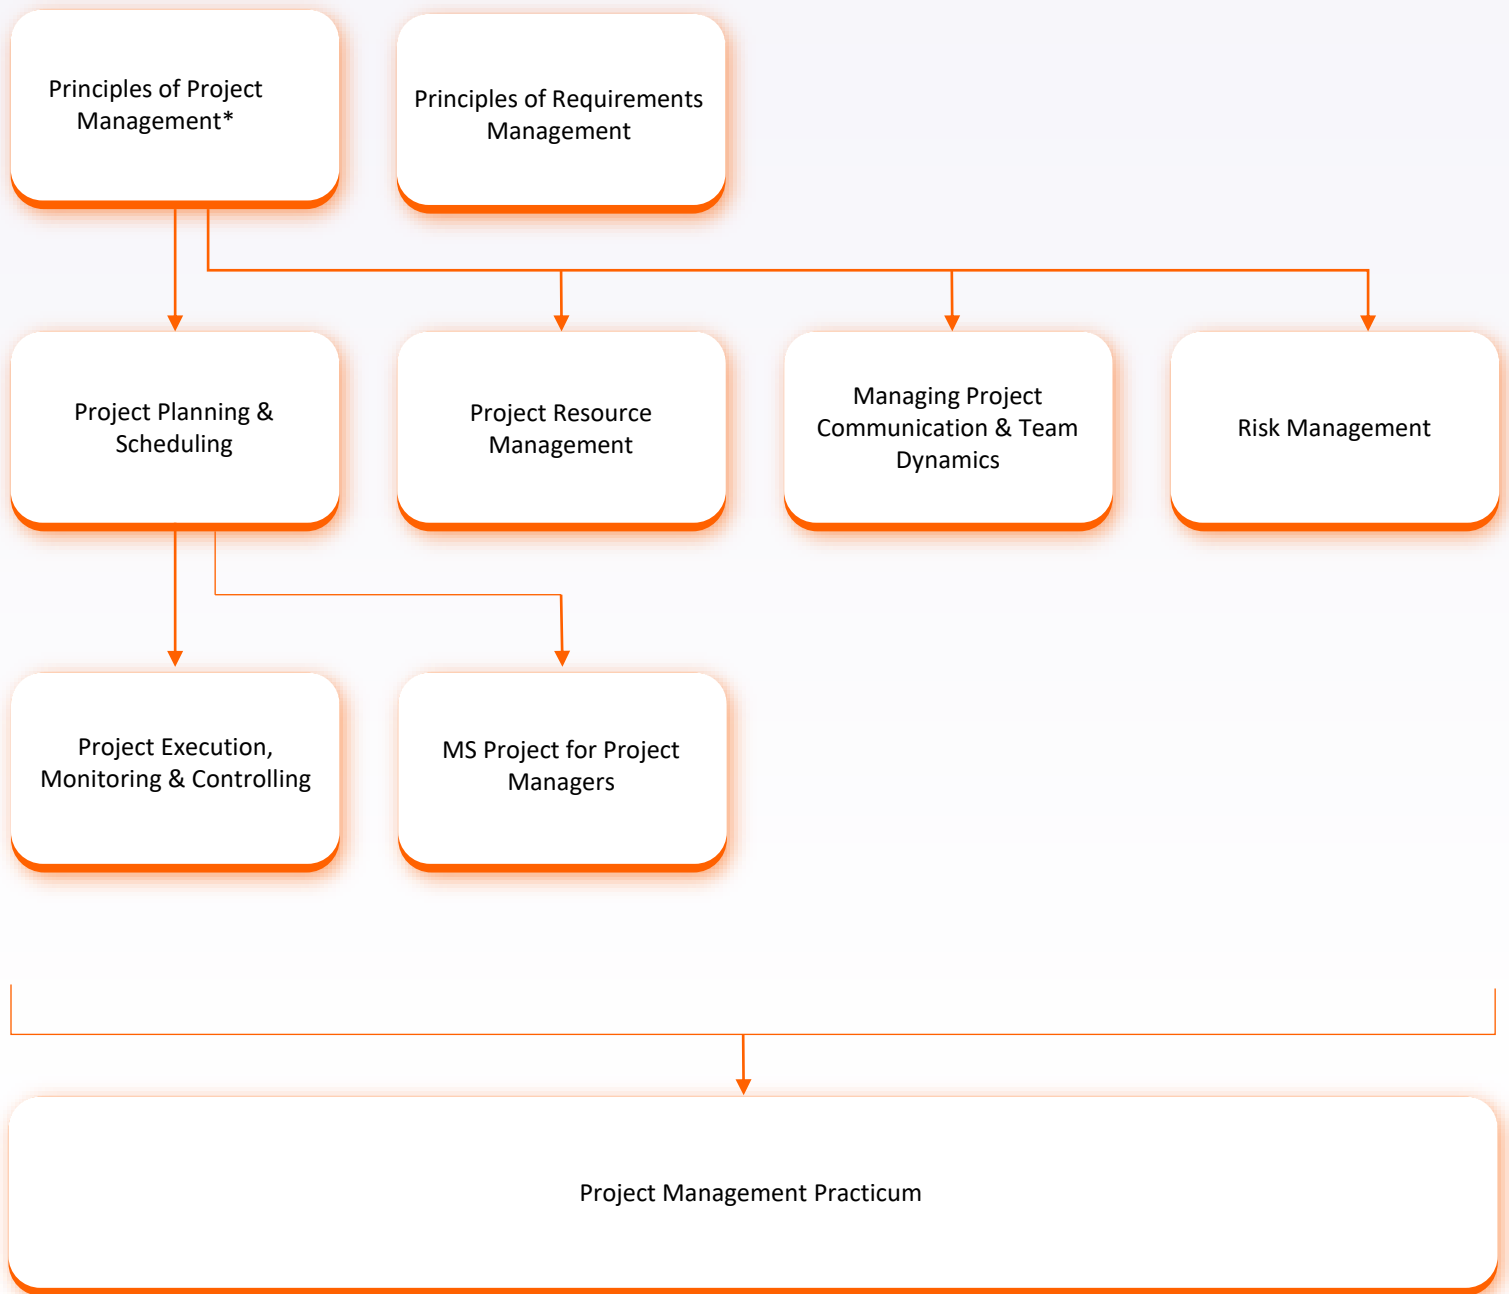 Principles of Project
Management*
Principles of Requirements
Management
Project Planning &
Scheduling
Project Resource
Management
Managing Project
Communication & Team
Dynamics
Risk Management
Project Execution,
Monitoring & Controlling
MS Project for Project
Managers
Project Management Practicum